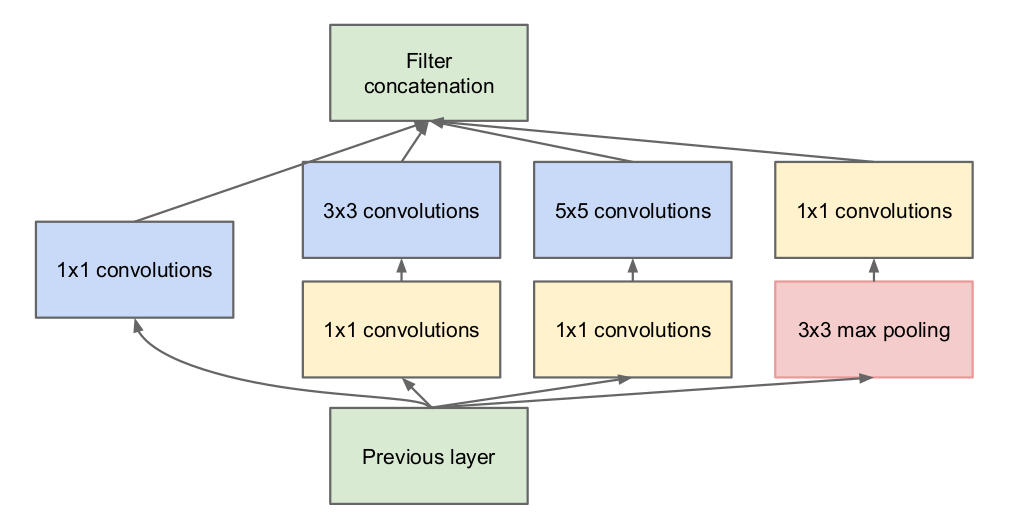 Filter
concatenation
3x3 convolutions
5x5 convolutions
1x1 convolutions
1x1 convolutions
1x1 convolutions
1x1 convolutions
3x3 max pooling
Previous layer